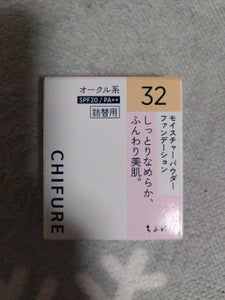 オークル系
SPF20/PA++
詰替用
32
モイスチャー パウダー
ファンデーション
しっとりなめらか、
ふんわり美肌。
CHIFURE
ちふれ